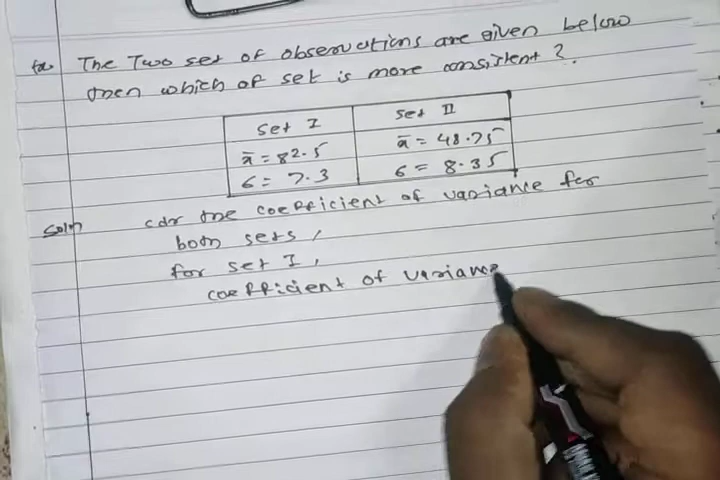 Ex The Two set of observations are given below
then which of set is more consistent ?.
Set I Set II
x̄ = 82.5 x̄ = 48.75
σ = 7.3 σ = 8.35
Soln
the coefficient of variance for
both sets,
for set I,
coefficient of variance